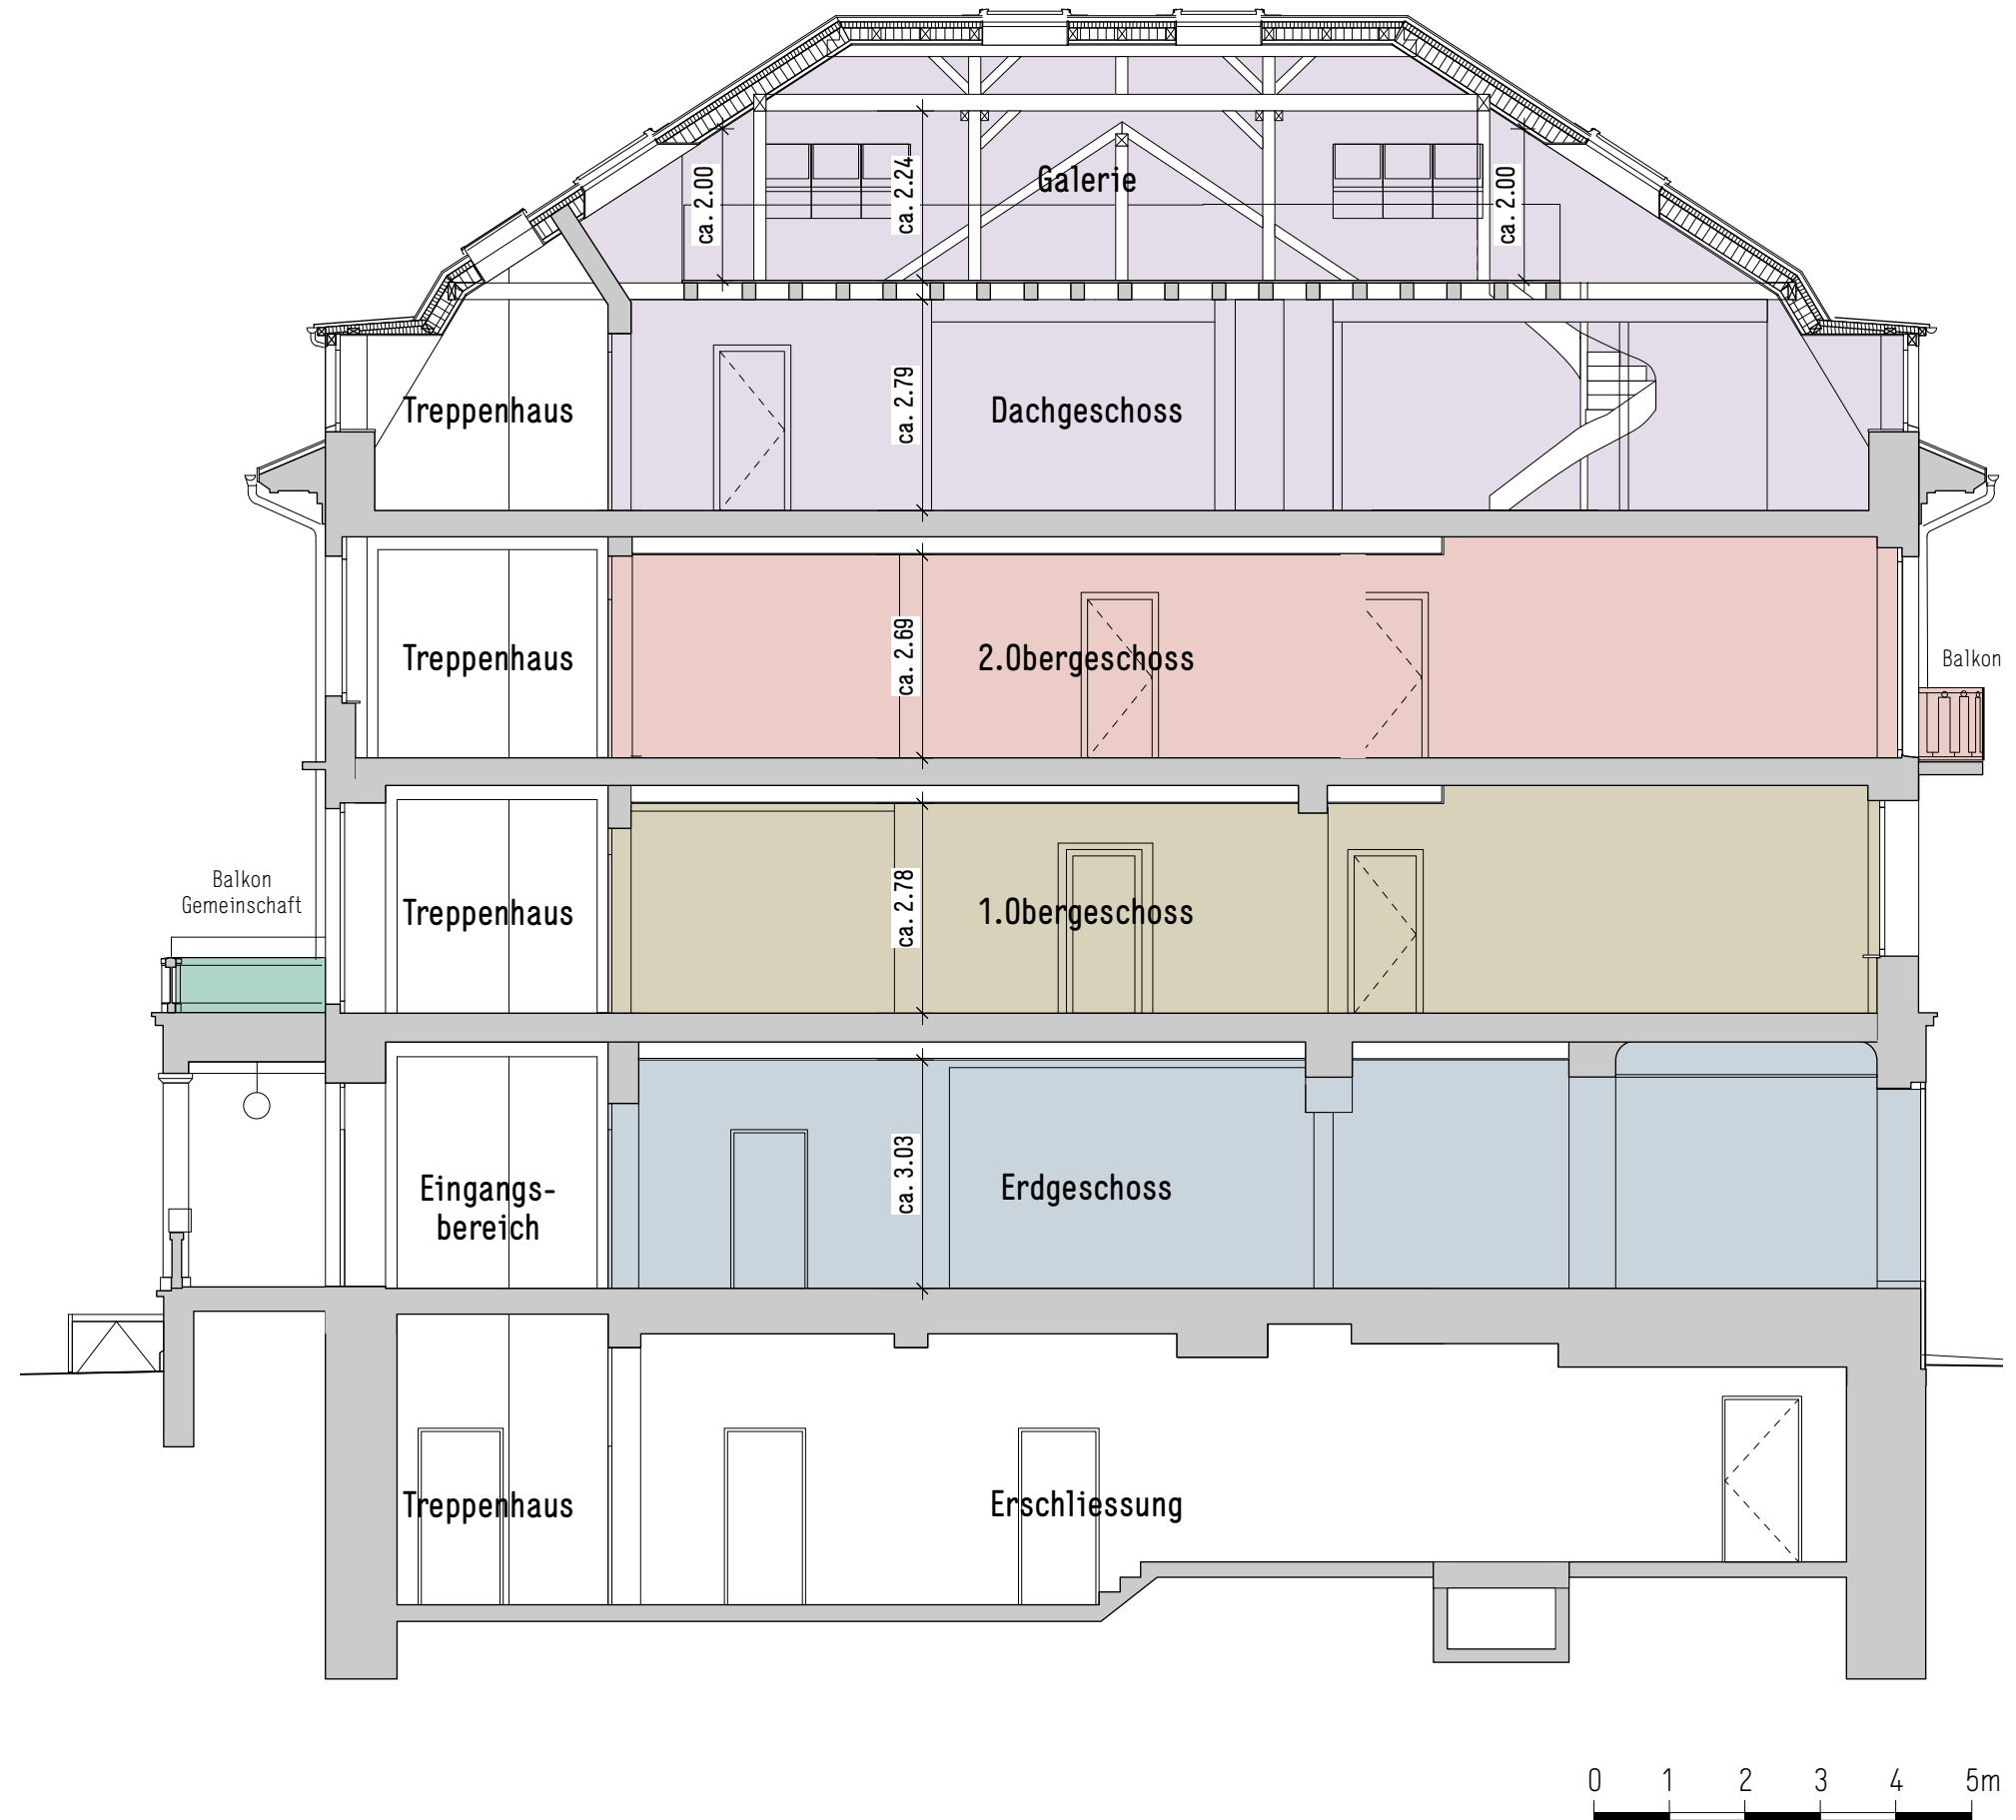 Galerie
ca. 2.00
ca. 2.24
ca. 2.00
Treppenhaus
ca. 2.79
Dachgeschoss
Treppenhaus
ca. 2.69
2.Obergeschoss
Balkon
Balkon
Gemeinschaft
Treppenhaus
ca. 2.78
1.Obergeschoss
Eingangs-
bereich
ca. 3.03
Erdgeschoss
Treppenhaus
Erschliessung
0 1 2 3 4 5m